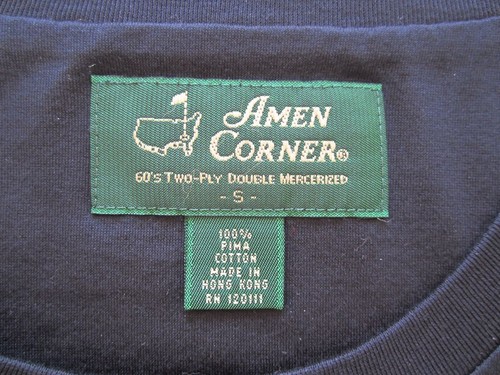 AMEN
CORNER®
60'S TWO-PLY DOUBLE MERCERIZED
- S -
100%
PIMA
COTTON
MADE IN
HONG KONG
RN 120111